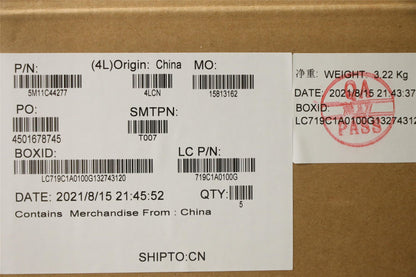 P/N: (4L)Origin: China MO:
5M11C44277 4LCN 15813162
PO: SMTPN:
4501678745 T007
BOXID: LC P/N:
LC719C1A0100G132743120 719C1A0100G
DATE: 2021/8/15 21:45:52 QTY:
5
Contains Merchandise From : China
SHIPTO:CN
净重: WEIGHT: 3.22 Kg
DATE: 2021/8/15 21:43:37
BOXID:
LC719C1A0100G132743120
PASS